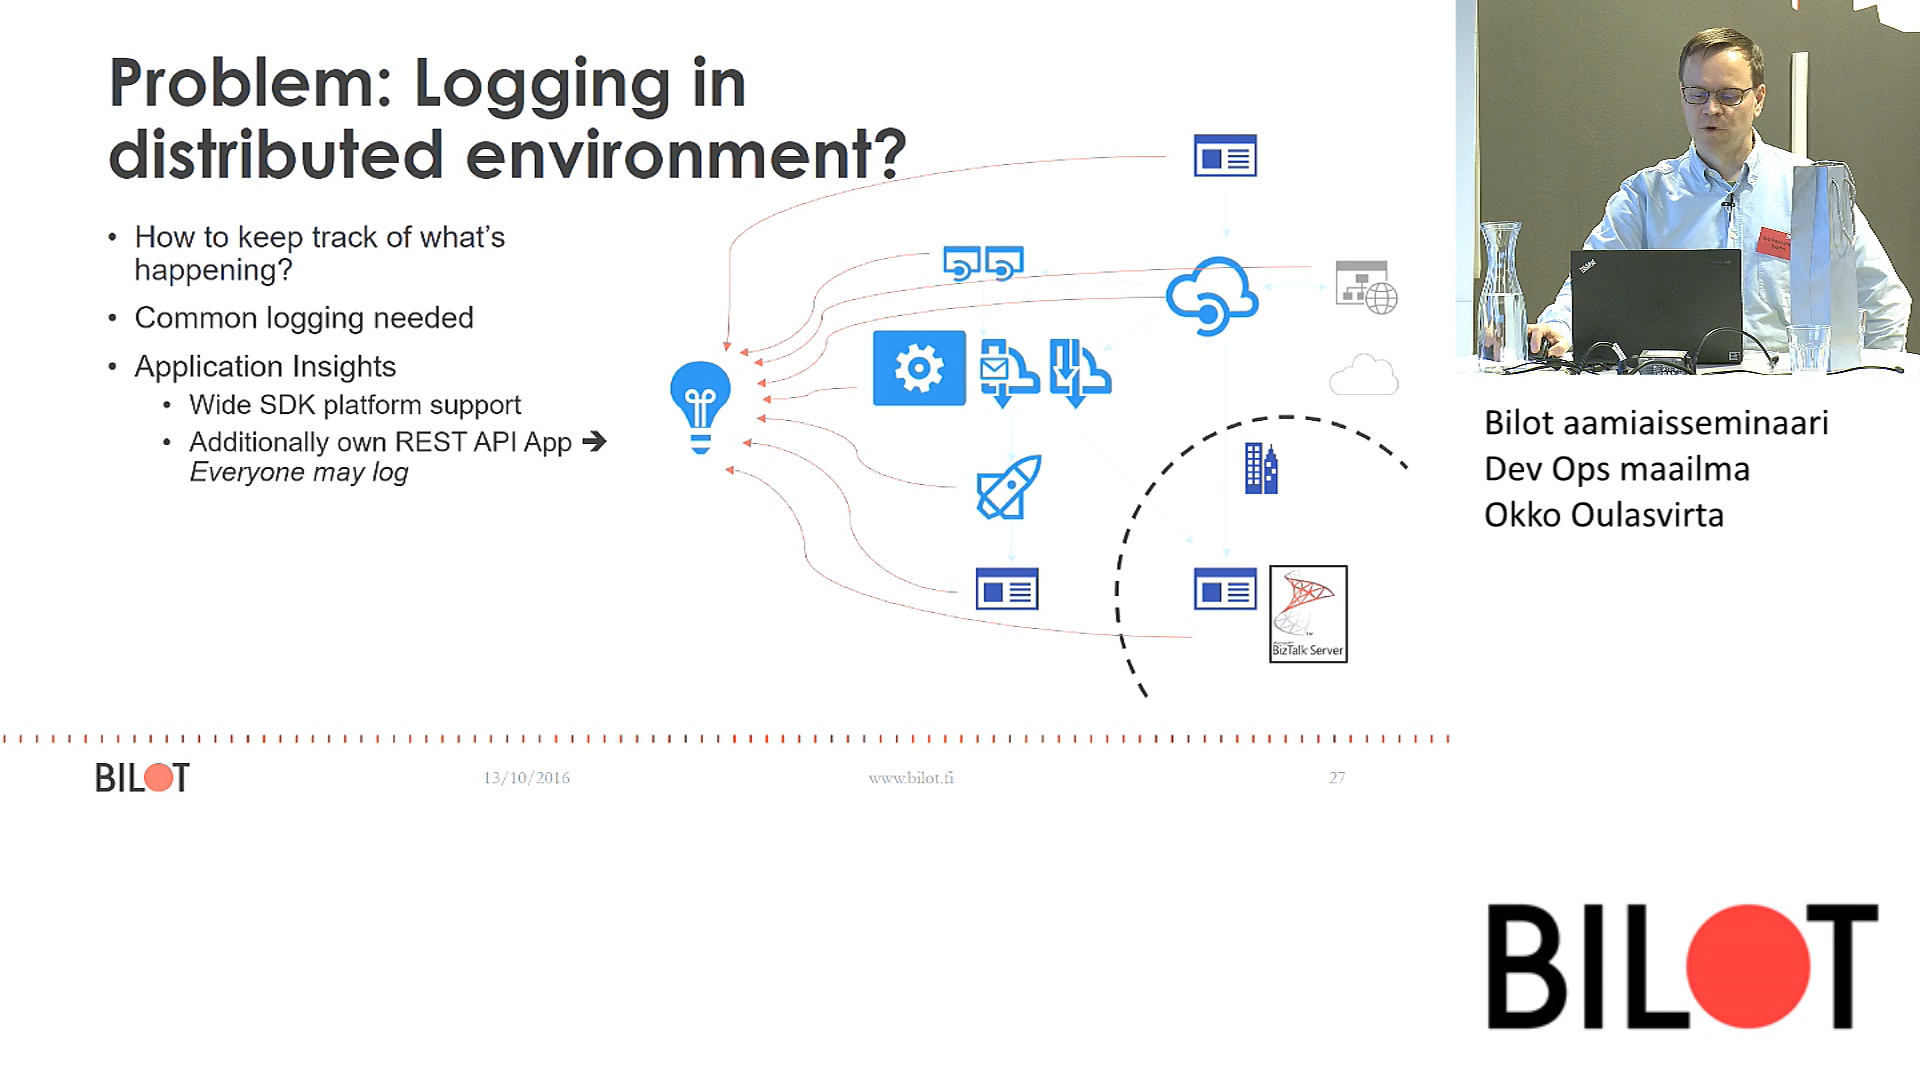 Problem: Logging in
distributed environment?
• How to keep track of what's
happening?
• Common logging needed
• Application Insights
• Wide SDK platform support
• Additionally own REST API App ➔
Everyone may log
BizTalk Server
BILOT
13/10/2016
www.bilot.fi
27
Bilot aamiaisseminaari
Dev Ops maailma
Okko Oulasvirta
BILOT